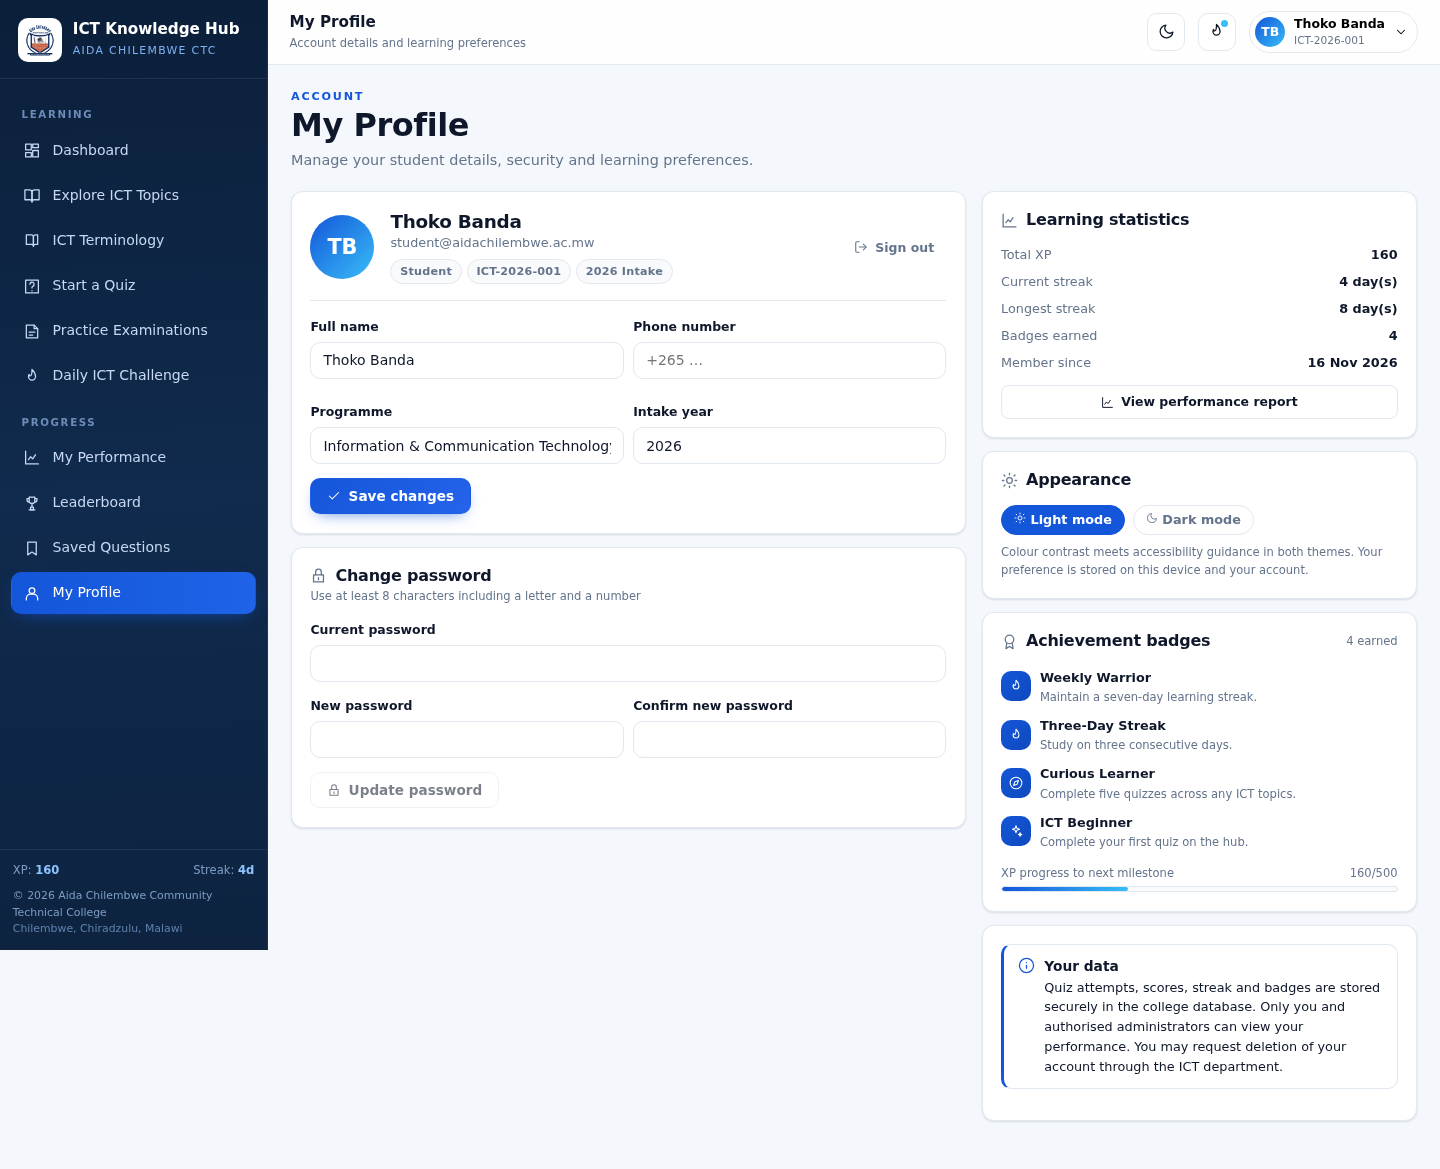 ICT Knowledge Hub
AIDA CHILEMBWE CTC
LEARNING
Dashboard
Explore ICT Topics
ICT Terminology
Start a Quiz
Practice Examinations
Daily ICT Challenge
PROGRESS
My Performance
Leaderboard
Saved Questions
My Profile
XP: 160
Streak: 4d
© 2026 Aida Chilembwe Community
Technical College
Chilembwe, Chiradzulu, Malawi
My Profile
Account details and learning preferences
TB
Thoko Banda
ICT-2026-001
ACCOUNT
My Profile
Manage your student details, security and learning preferences.
TB
Thoko Banda
student@aidachilembwe.ac.mw
Student
ICT-2026-001
2026 Intake
Sign out
Full name
Phone number
Thoko Banda
+265 ...
Programme
Intake year
Information & Communication Technology
2026
Save changes
Change password
Use at least 8 characters including a letter and a number
Current password
New password
Confirm new password
Update password
Learning statistics
Total XP 160
Current streak 4 day(s)
Longest streak 8 day(s)
Badges earned 4
Member since 16 Nov 2026
View performance report
Appearance
Light mode
Dark mode
Colour contrast meets accessibility guidance in both themes. Your
preference is stored on this device and your account.
Achievement badges
4 earned
Weekly Warrior
Maintain a seven-day learning streak.
Three-Day Streak
Study on three consecutive days.
Curious Learner
Complete five quizzes across any ICT topics.
ICT Beginner
Complete your first quiz on the hub.
XP progress to next milestone 160/500
Your data
Quiz attempts, scores, streak and badges are stored
securely in the college database. Only you and
authorised administrators can view your
performance. You may request deletion of your
account through the ICT department.